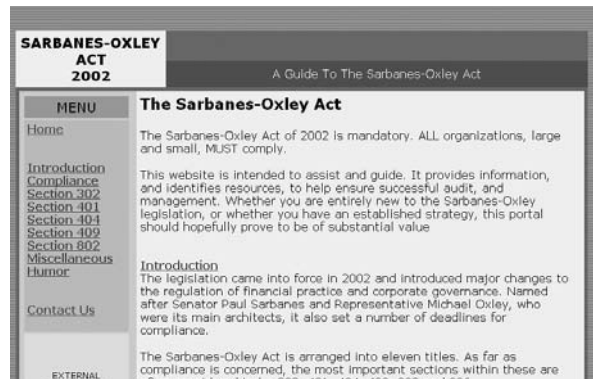 SARBANES-OXLEY
ACT
2002
A Guide To The Sarbanes-Oxley Act
MENU
Home
Introduction
Compliance
Section 302
Section 401
Section 404
Section 409
Section 802
Miscellaneous
Humor
Contact Us
EXTERNAL
The Sarbanes-Oxley Act
The Sarbanes-Oxley Act of 2002 is mandatory. ALL organizations, large
and small, MUST comply.
This website is intended to assist and guide. It provides information,
and identifies resources, to help ensure successful audit, and
management. Whether you are entirely new to the Sarbanes-Oxley
legislation, or whether you have an established strategy, this portal
should hopefully prove to be of substantial value
Introduction
The legislation came into force in 2002 and introduced major changes to
the regulation of financial practice and corporate governance. Named
after Senator Paul Sarbanes and Representative Michael Oxley, who
were its main architects, it also set a number of deadlines for
compliance.
The Sarbanes-Oxley Act is arranged into eleven titles. As far as
compliance is concerned, the most important sections within these are